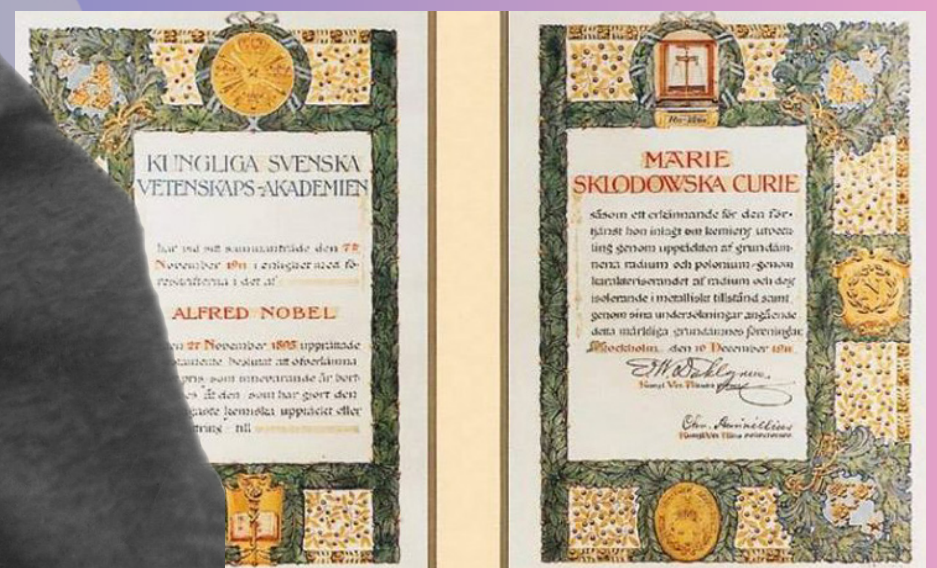 KUNGLIGA SVENSKA
VETENSKAPS-AKADEMIEN
har vid sitt sammanträde den
November 1911 i enlighet med fö-
reskrifterna i det af
ALFRED NOBEL
27 November 1895 upprättade
beslutat att öfverlämna
pris som innevarande år bort
åt den som har gjort den
kemiska upptäckt eller
till
MARIE
SKLODOWSKA CURIE
såsom ett erkännande för den för-
tjänst hon inlagt om kemiens utveck-
ling genom upptäckten af grundäm-
nena radium och polonium genom
karakteriserandet af radium och dess
isolerande i metalliskt tillstånd samt
genom sina undersökningar angående
detta märkliga grundämnes föreningar
Stockholm den 10 December 1911